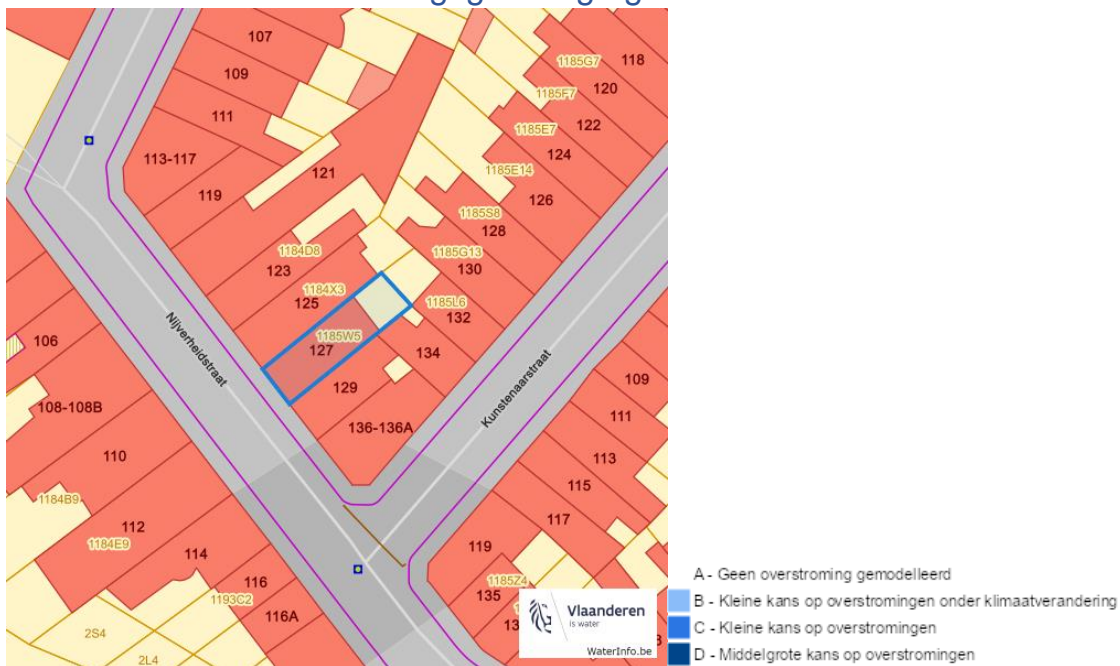 107
118
1185G7
109
120
1185F7
111
122
1185E7
113-117
124
1185E14
121
119
126
1185S8
128
1184D8
1185G13
123
130
1184X3
125
1185L6
132
Nijverheidstraat
1185W5
127
106
134
129
Kunstenaarstraat
109
108-108B
111
136-136A
110
113
115
1184B9
117
112
1184E9
119
114
116
1185Z4
1193C2
135
116A
2S4
2L4
Vlaanderen
is water
WaterInfo.be
A - Geen overstroming gemodelleerd
B - Kleine kans op overstromingen onder klimaatverandering
C - Kleine kans op overstromingen
D - Middelgrote kans op overstromingen